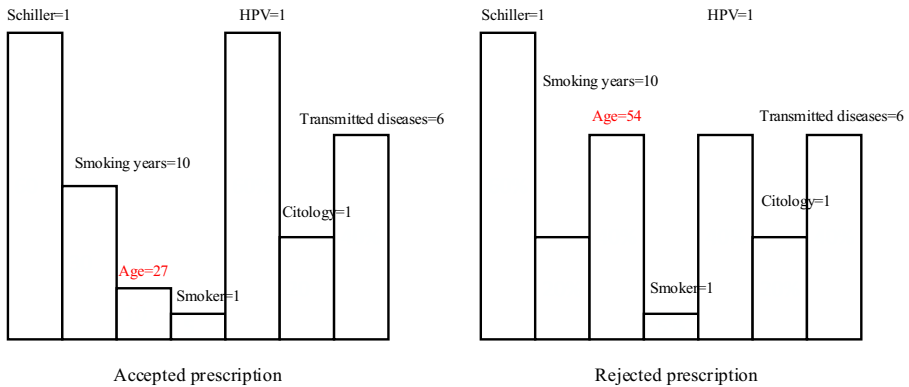 Schiller=1
HPV=1
Transmitted diseases=6
Smoking years=10
Citology=1
Age=27
Smoker=1
Accepted prescription
Schiller=1
HPV=1
Smoking years=10
Age=54
Transmitted diseases=6
Citology=1
Smoker=1
Rejected prescription